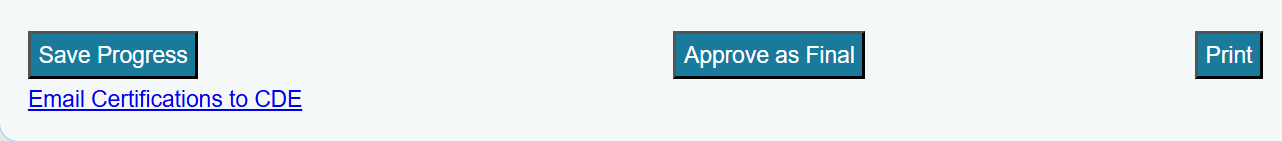 Save Progress Approve as Final Print
Email Certifications to CDE